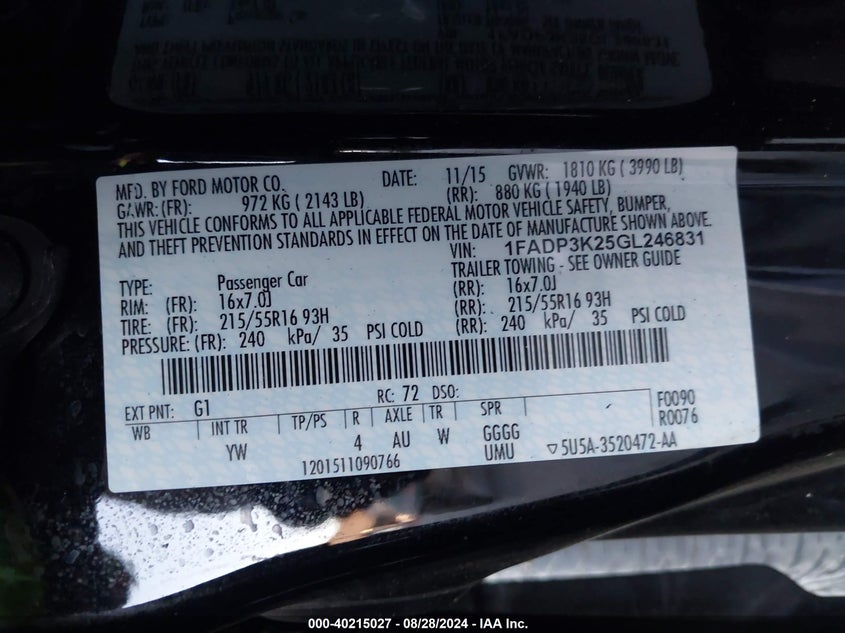 MFD. BY FORD MOTOR CO. DATE: 11/15 GVWR: 1810 KG ( 3990 LB)
GAWR: (FR): 972 KG ( 2143 LB) (RR): 880 KG ( 1940 LB)
THIS VEHICLE CONFORMS TO ALL APPLICABLE FEDERAL MOTOR VEHICLE SAFETY, BUMPER,
AND THEFT PREVENTION STANDARDS IN EFFECT ON THE DATE OF MANUFACTURE SHOWN ABOVE.
VIN: 1FADP3K25GL246831
TYPE: Passenger Car TRAILER TOWING - SEE OWNER GUIDE
RIM: (FR): 16x7.0J (RR): 16x7.0J
TIRE: (FR): 215/55R16 93H (RR): 215/55R16 93H
PRESSURE: (FR): 240 kPa/ 35 PSI COLD (RR): 240 kPa/ 35 PSI COLD
EXT PNT: G1 RC: 72 DSO: F0090
WB INT TR TP/PS R AXLE TR SPR R0076
YW 4 AU W GGGG
1201511090766 UMU ▽5U5A-3520472-AA
000-40215027 - 08/28/2024 - IAA Inc.